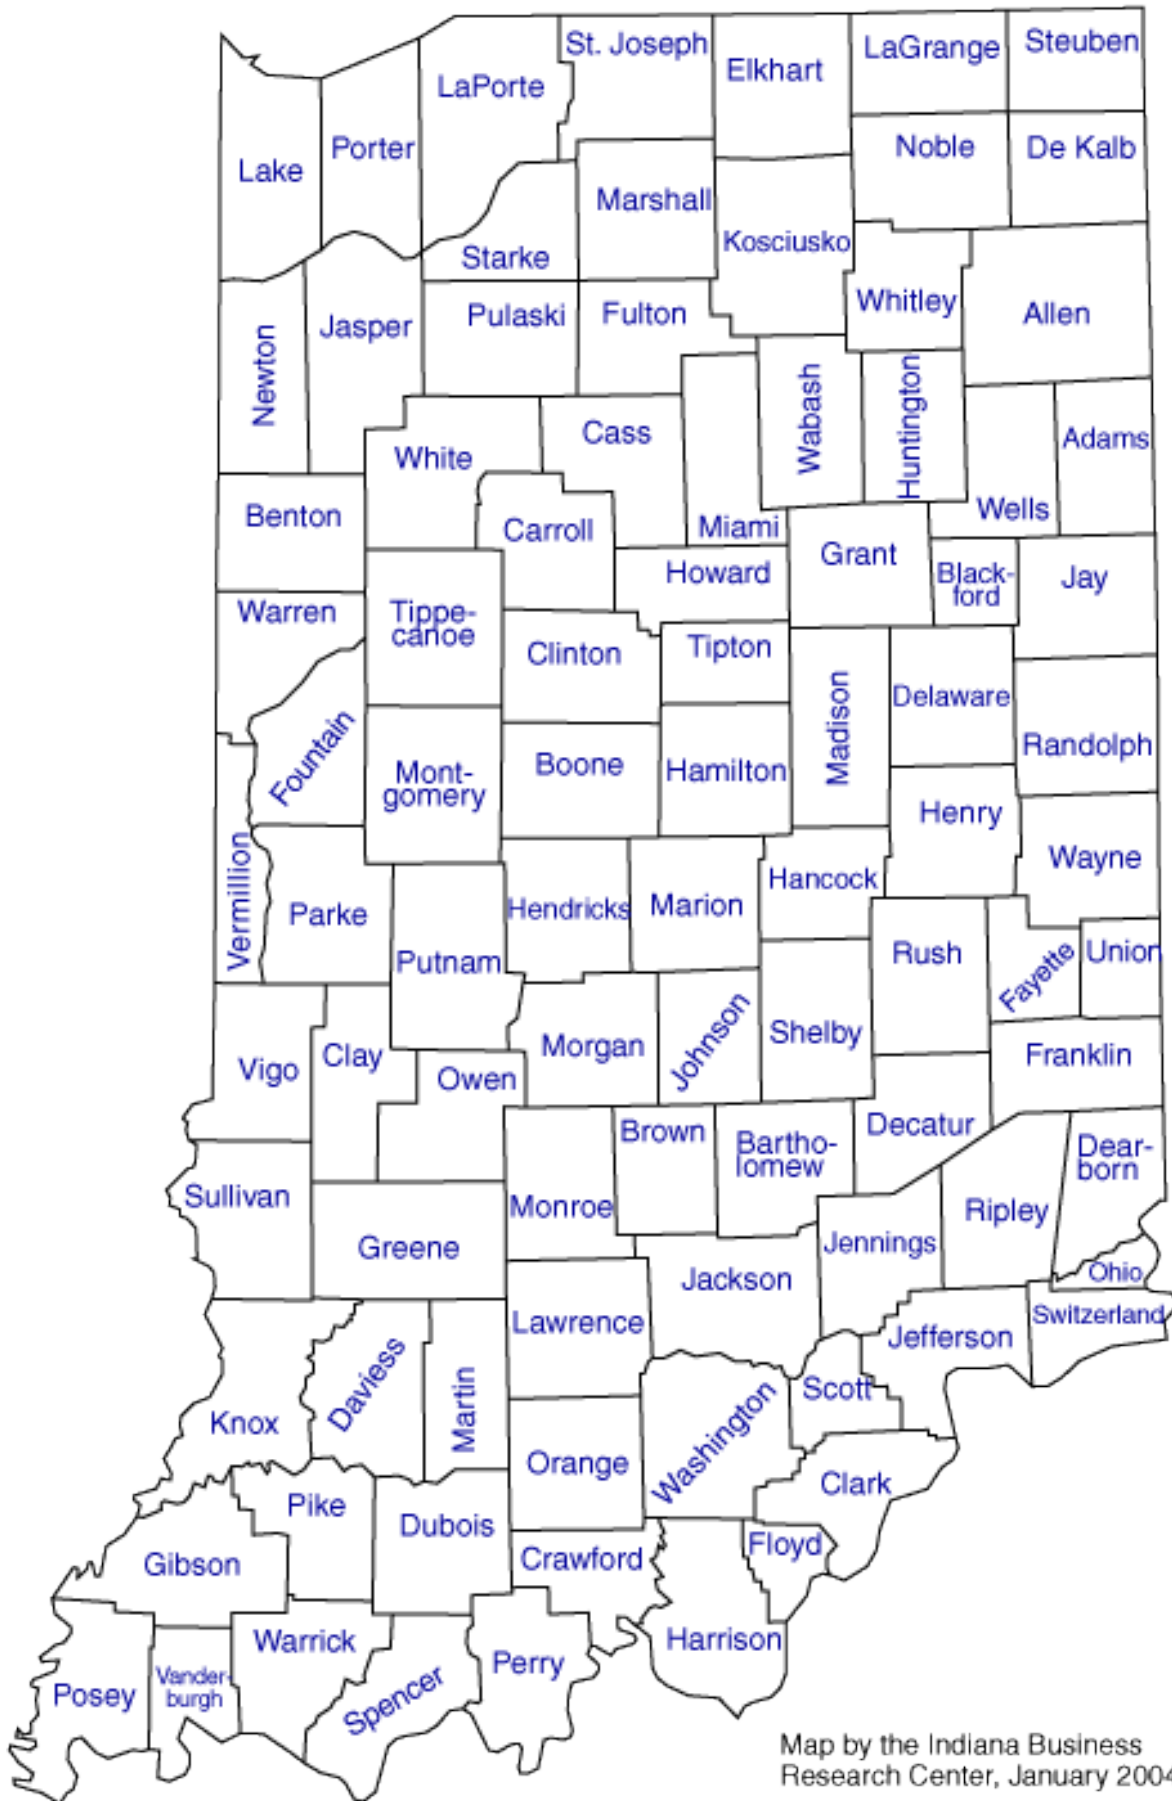 St. Joseph
Elkhart
LaGrange
Steuben
LaPorte
Porter
Lake
Noble
De Kalb
Marshall
Kosciusko
Starke
Whitley
Allen
Newton
Jasper
Pulaski
Fulton
Wabash
Huntington
Adams
White
Cass
Miami
Wells
Benton
Carroll
Grant
Howard
Black-
ford
Jay
Warren
Tippe-
canoe
Clinton
Tipton
Madison
Delaware
Randolph
Fountain
Mont-
gomery
Boone
Hamilton
Henry
Wayne
Vermillion
Parke
Putnam
Hendricks
Marion
Hancock
Rush
Fayette
Union
Vigo
Clay
Owen
Morgan
Johnson
Shelby
Franklin
Decatur
Brown
Bartho-
lomew
Dear-
born
Sullivan
Greene
Monroe
Jennings
Ripley
Jackson
Ohio
Lawrence
Switzerland
Jefferson
Knox
Daviess
Martin
Scott
Washington
Orange
Clark
Pike
Dubois
Gibson
Crawford
Floyd
Warrick
Harrison
Posey
Vander-
burgh
Spencer
Perry
Map by the Indiana Business
Research Center, January 2004